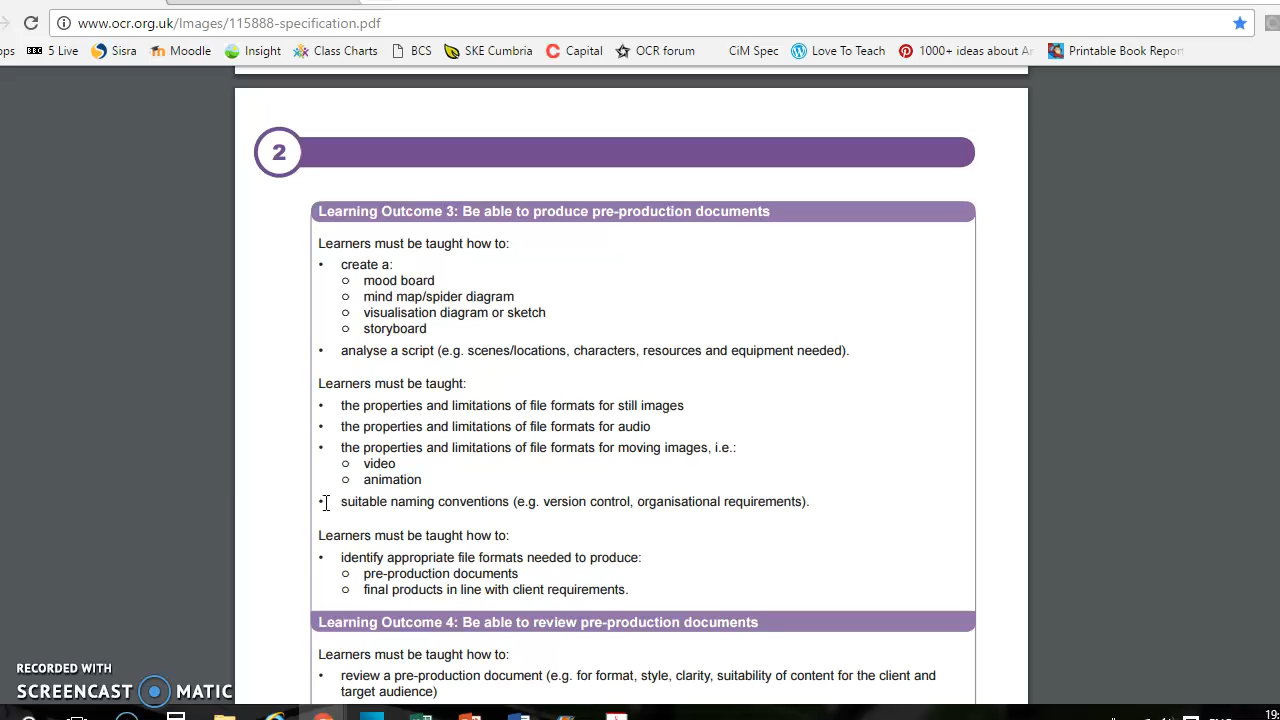 www.ocr.org.uk/Images/115888-specification.pdf
ops BBC 5 Live Sisra Moodle Insight Class Charts BCS SKE Cumbria Capital OCR forum CiM Spec Love To Teach 1000+ ideas about Ar Printable Book Report
2
Learning Outcome 3: Be able to produce pre-production documents
Learners must be taught how to:
• create a:
o mood board
o mind map/spider diagram
o visualisation diagram or sketch
o storyboard
• analyse a script (e.g. scenes/locations, characters, resources and equipment needed).
Learners must be taught:
• the properties and limitations of file formats for still images
• the properties and limitations of file formats for audio
• the properties and limitations of file formats for moving images, i.e.:
o video
o animation
• suitable naming conventions (e.g. version control, organisational requirements).
Learners must be taught how to:
• identify appropriate file formats needed to produce:
o pre-production documents
o final products in line with client requirements.
Learning Outcome 4: Be able to review pre-production documents
Learners must be taught how to:
• review a pre-production document (e.g. for format, style, clarity, suitability of content for the client and
target audience)
RECORDED WITH
SCREENCAST MATIC